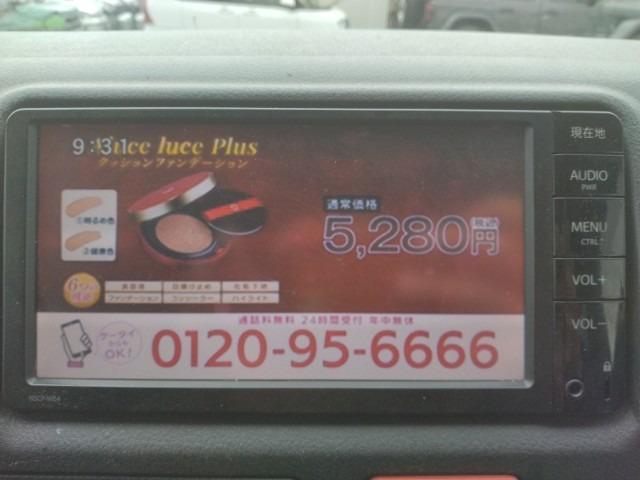 9:31 luce luce Plus
クッションファンデーション
①明るめ色
②健康色
通常価格
5,280円
税込
6つの機能
美容液 日焼け止め 化粧下地
ファンデーション コンシーラー ハイライト
通話料無料 24時間受付 年中無休
ケータイからもOK!
0120-95-6666
現在地
AUDIO
PWR
MENU
CTRL
VOL+
VOL-